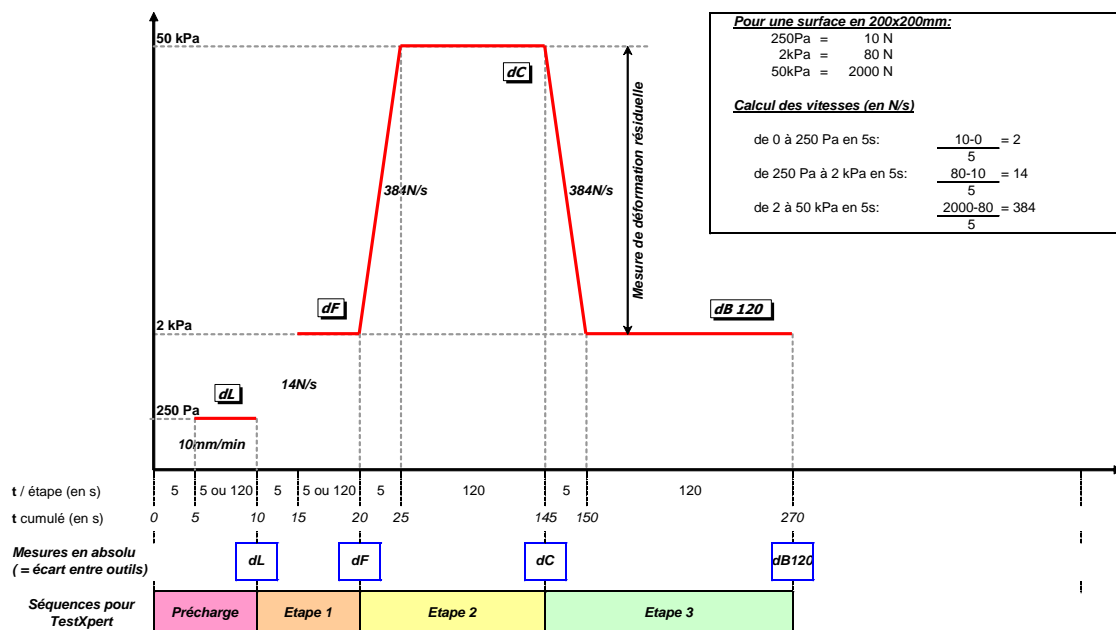 50 kPa
dC
384N/s
384N/s
Mesure de déformation résiduelle
dF
dB 120
2 kPa
14N/s
dL
250 Pa
10mm/min
Pour une surface en 200x200mm:
250Pa = 10 N
2kPa = 80 N
50kPa = 2000 N
Calcul des vitesses (en N/s)
de 0 à 250 Pa en 5s: 10-0 = 2
5
de 250 Pa à 2 kPa en 5s: 80-10 = 14
5
de 2 à 50 kPa en 5s: 2000-80 = 384
5
t / étape (en s) 5 5 ou 120 5 5 ou 120 5 120 5 120
t cumulé (en s) 0 5 10 15 20 25 145 150 270
Mesures en absolu
( = écart entre outils) dL dF dC dB120
Séquences pour
TestXpert
Précharge Etape 1 Etape 2 Etape 3